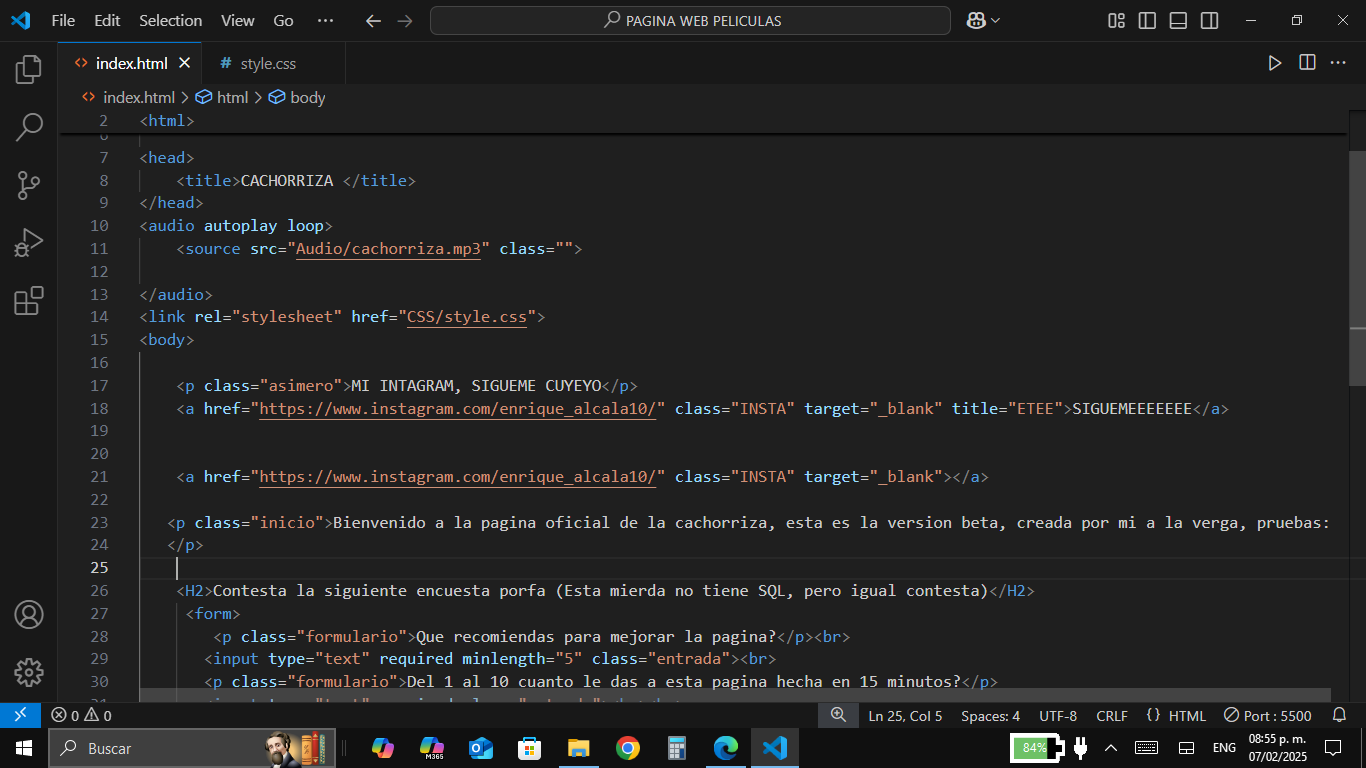 File Edit Selection View Go ··· PAGINA WEB PELICULAS
index.html # style.css
index.html > html > body
2 <html>
6
7 <head>
8 <title>CACHORRIZA </title>
9 </head>
10 <audio autoplay loop>
11 <source src="Audio/cachorriza.mp3" class="">
12
13 </audio>
14 <link rel="stylesheet" href="CSS/style.css">
15 <body>
16
17 <p class="asimero">MI INTAGRAM, SIGUEME CUYEYO</p>
18 <a href="https://www.instagram.com/enrique_alcala10/" class="INSTA" target="_blank" title="ETEE">SIGUEMEEEEEEE</a>
19
20
21 <a href="https://www.instagram.com/enrique_alcala10/" class="INSTA" target="_blank"></a>
22
23 <p class="inicio">Bienvenido a la pagina oficial de la cachorriza, esta es la version beta, creada por mi a la verga, pruebas:
24 </p>
25
26 <H2>Contesta la siguiente encuesta porfa (Esta mierda no tiene SQL, pero igual contesta)</H2>
27 <form>
28 <p class="formulario">Que recomiendas para mejorar la pagina?</p><br>
29 <input type="text" required minlength="5" class="entrada"><br>
30 <p class="formulario">Del 1 al 10 cuanto le das a esta pagina hecha en 15 minutos?</p>
0 0 Ln 25, Col 5 Spaces: 4 UTF-8 CRLF {} HTML Port : 5500
Buscar M365 84% ENG 08:55 p. m.
07/02/2025